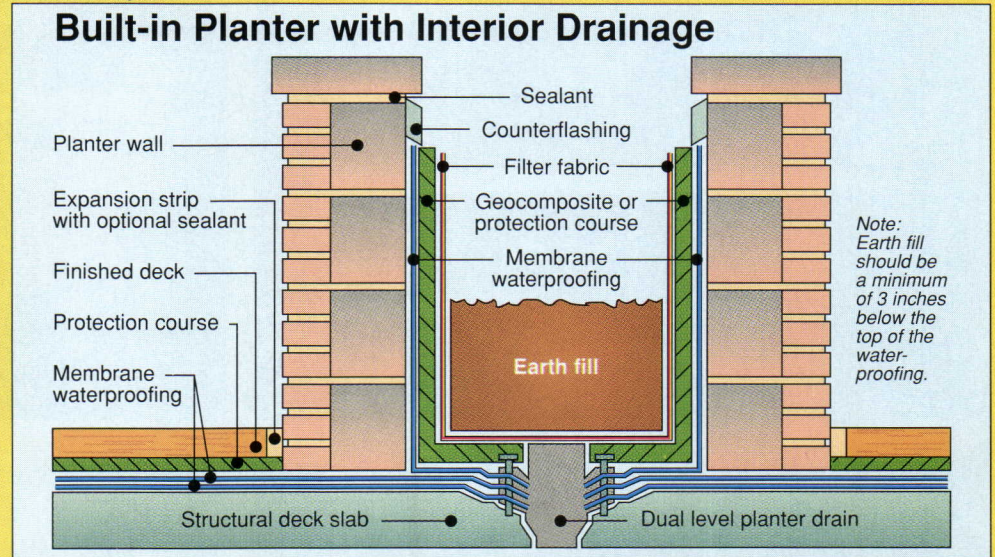 Built-in Planter with Interior Drainage
Sealant
Counterflashing
Planter wall
Filter fabric
Expansion strip
with optional sealant
Geocomposite or
protection course
Finished deck
Membrane
waterproofing
Protection course
Membrane
waterproofing
Earth fill
Note:
Earth fill
should be
a minimum
of 3 inches
below the
top of the
water-
proofing.
Structural deck slab
Dual level planter drain